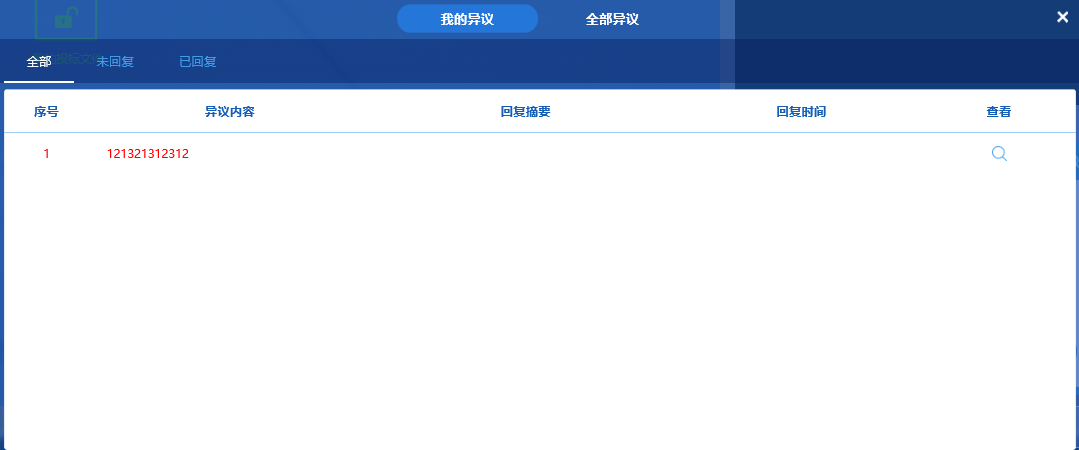 我的异议 全部异议
全部 未回复 已回复
序号 异议内容 回复摘要 回复时间 查看
1 121321312312